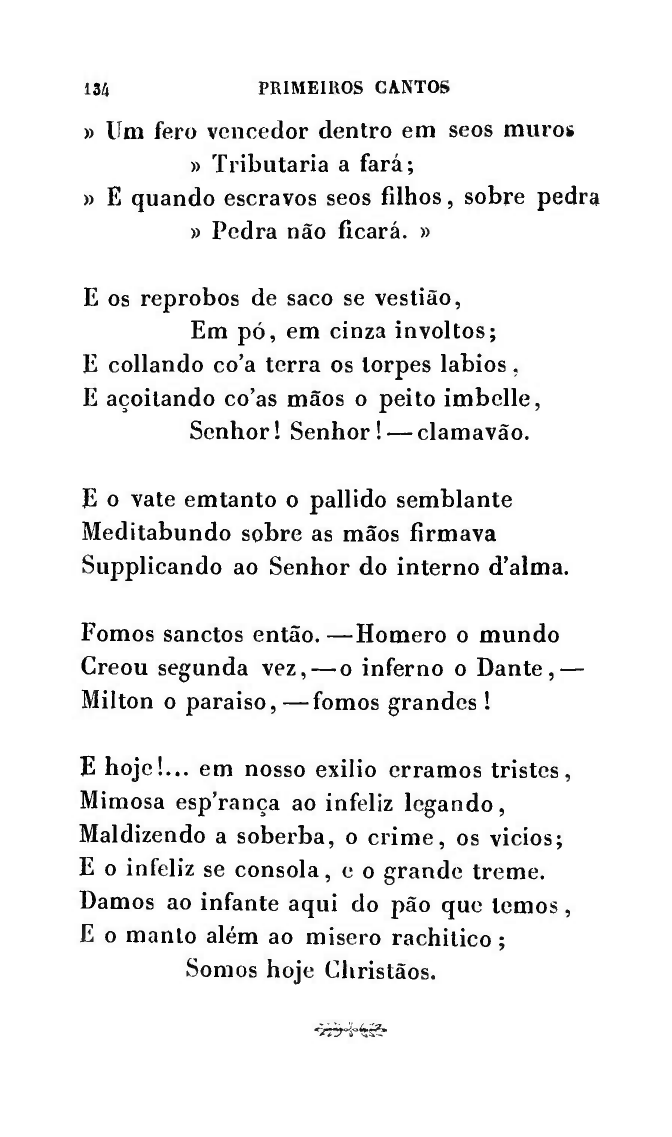 134 PRIMEIROS CANTOS
» Um fero vencedor dentro em seos muros
» Tributaria a fará;
» E quando escravos seos filhos, sobre pedra
» Pedra não ficará. »
E os reprobos de saco se vestião,
Em pó, em cinza involtos;
E collando co'a terra os torpes labios,
E açoitando co'as mãos o peito imbelle,
Senhor! Senhor! — clamavão.
E o vate emtanto o pallido semblante
Meditabundo sobre as mãos firmava
Supplicando ao Senhor do interno d'alma.
Fomos sanctos então. — Homero o mundo
Creou segunda vez, — o inferno o Dante, —
Milton o paraiso, — fomos grandes!
E hoje!... em nosso exilio erramos tristes,
Mimosa esp'rança ao infeliz legando,
Maldizendo a soberba, o crime, os vicios;
E o infeliz se consola, e o grande treme.
Damos ao infante aqui do pão que temos,
E o manto além ao misero rachitico;
Somos hoje Christãos.